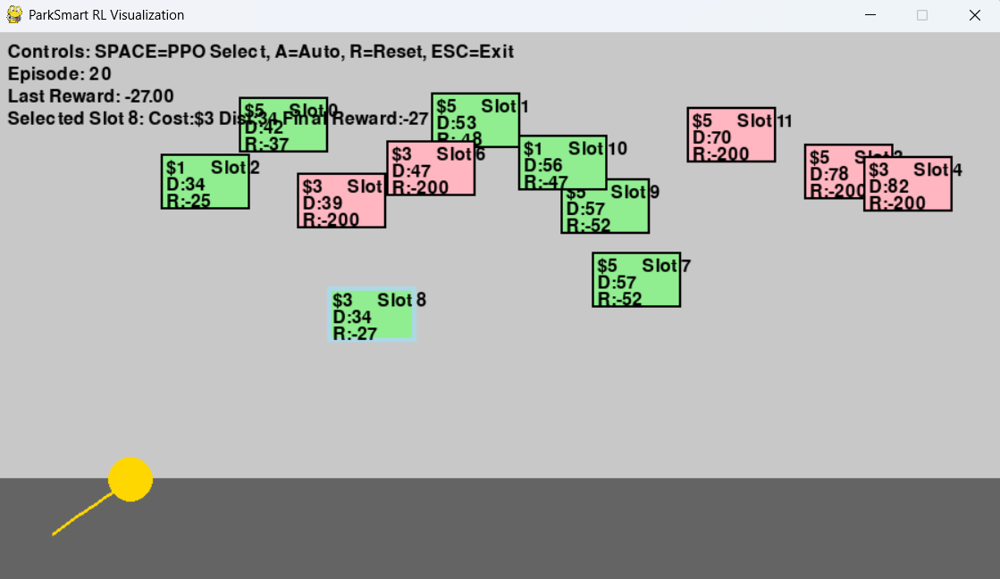 ParkSmart RL Visualization
Controls: SPACE=PPO Select, A=Auto, R=Reset, ESC=Exit
Episode: 20
Last Reward: -27.00
Selected Slot 8: Cost:$3 Dist:34 Final Reward:-27
$5 Slot 0
D:42
R:-37
$5 Slot 1
D:53
R:-48
$5 Slot 11
D:70
R:-200
$1 Slot 10
D:56
R:-47
$3 Slot 6
D:47
R:-200
$5
D:78
R:-200
$3 Slot 4
D:82
R:-200
$1 Slot 2
D:34
R:-25
$3 Slot
D:39
R:-200
$5 Slot 9
D:57
R:-52
$5 Slot 7
D:57
R:-52
$3 Slot 8
D:34
R:-27